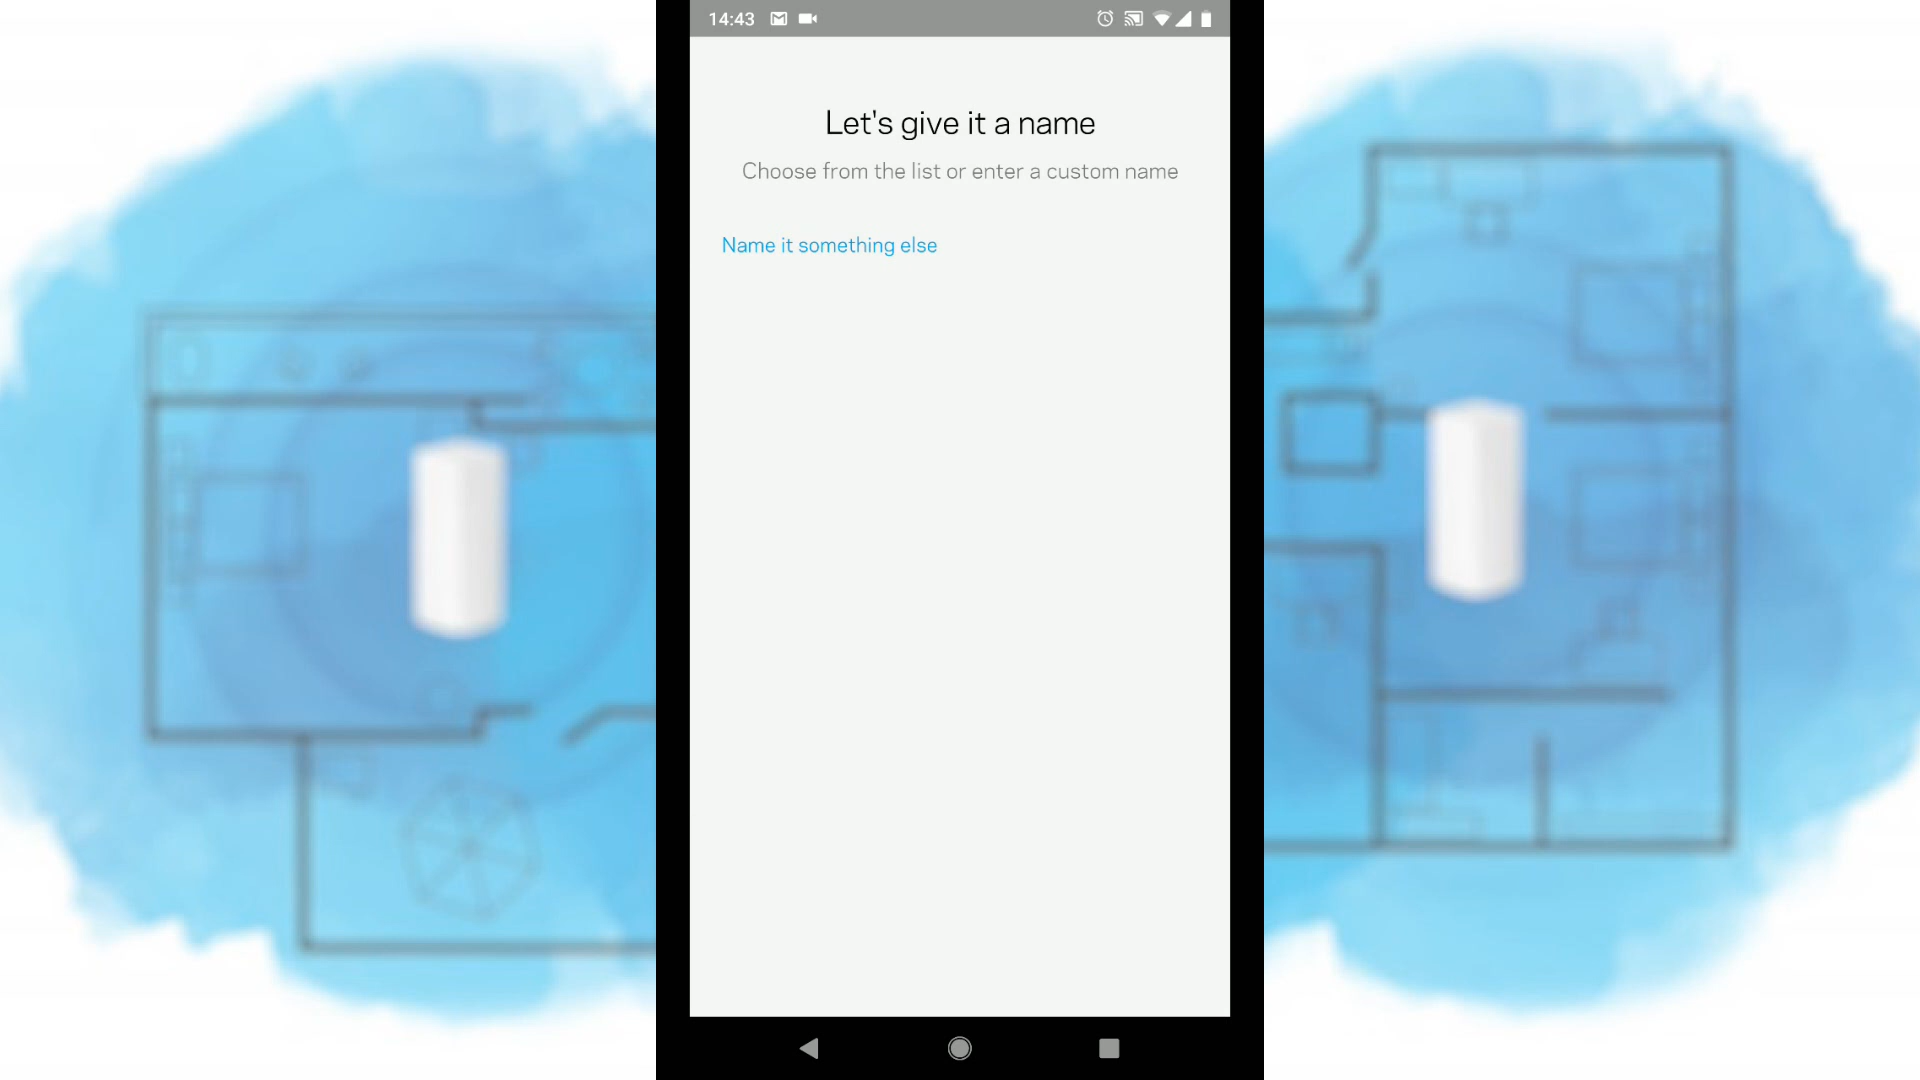 14:43
Let's give it a name
Choose from the list or enter a custom name
Name it something else